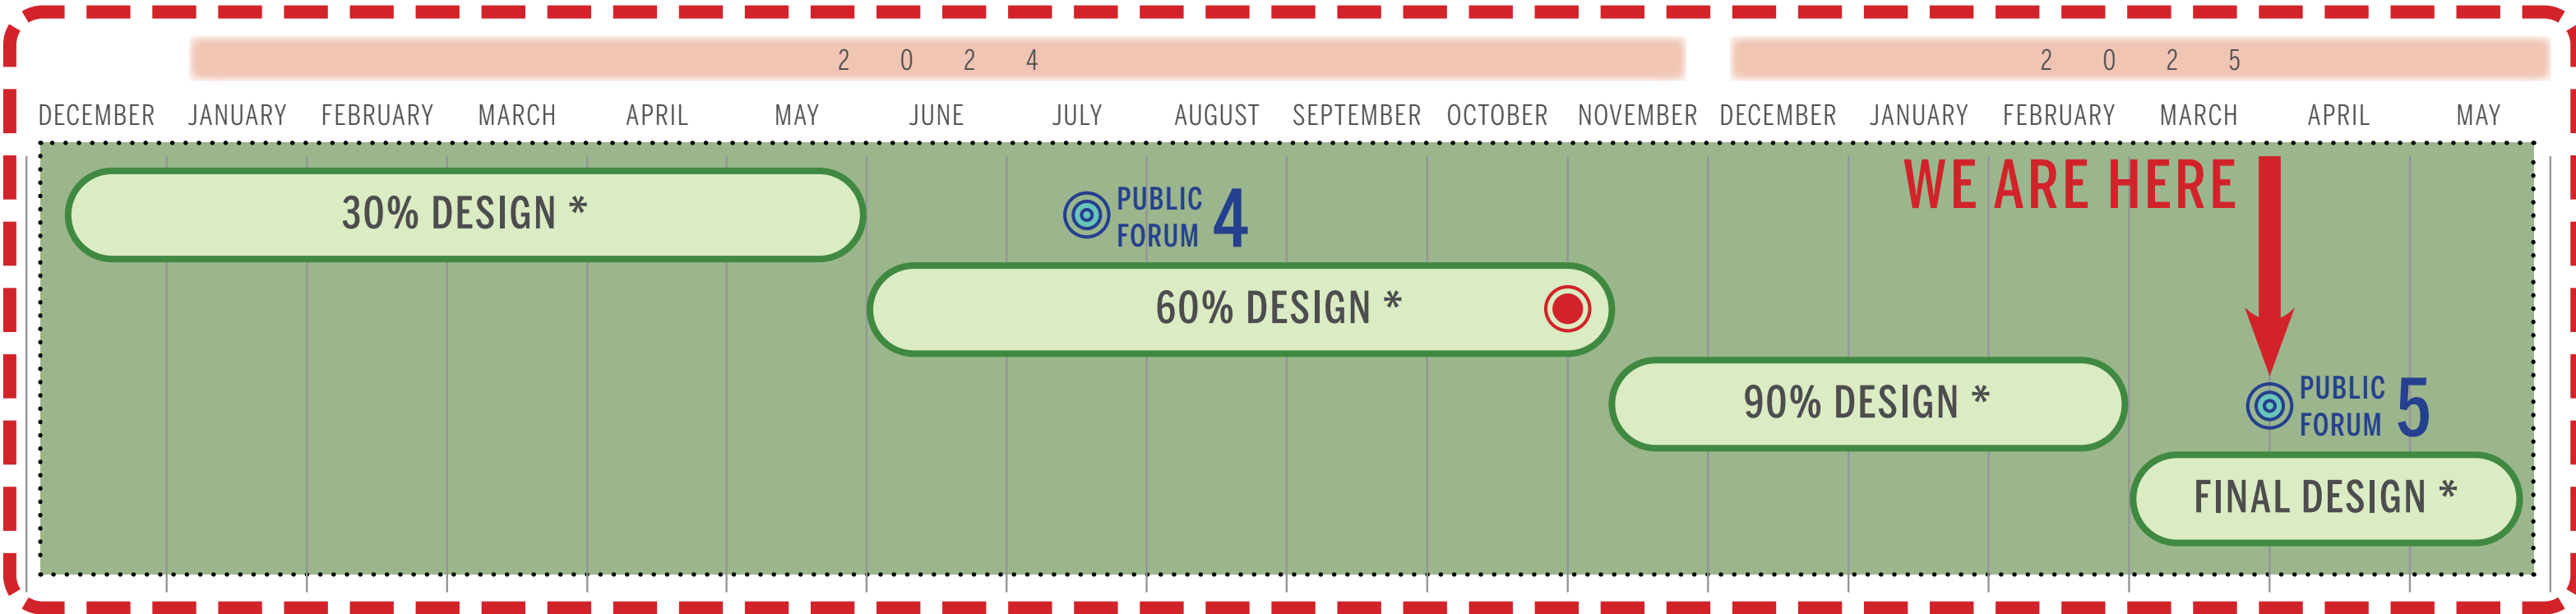 2 0 2 4 2 0 2 5
DECEMBER JANUARY FEBRUARY MARCH APRIL MAY JUNE JULY AUGUST SEPTEMBER OCTOBER NOVEMBER DECEMBER JANUARY FEBRUARY MARCH APRIL MAY
WE ARE HERE
30% DESIGN *
PUBLIC
FORUM 4
60% DESIGN *
90% DESIGN *
PUBLIC
FORUM 5
FINAL DESIGN *